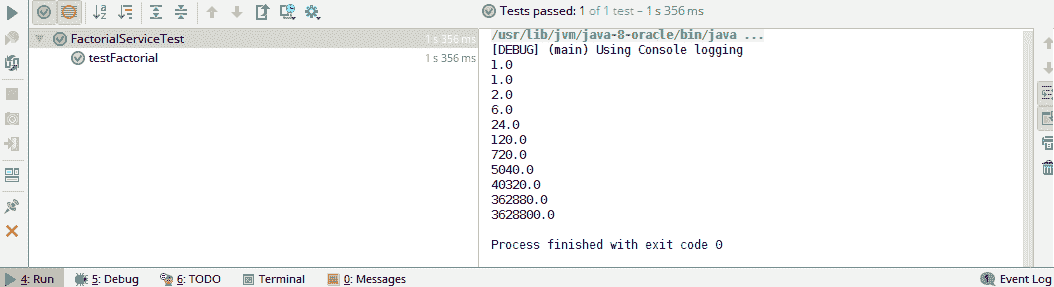 Tests passed: 1 of 1 test – 1 s 356 ms
FactorialServiceTest 1 s 356 ms
testFactorial 1 s 356 ms
/usr/lib/jvm/java-8-oracle/bin/java ...
[DEBUG] (main) Using Console logging
1.0
1.0
2.0
6.0
24.0
120.0
720.0
5040.0
40320.0
362880.0
3628800.0
Process finished with exit code 0
4: Run 5: Debug 6: TODO Terminal 0: Messages 1 Event Log